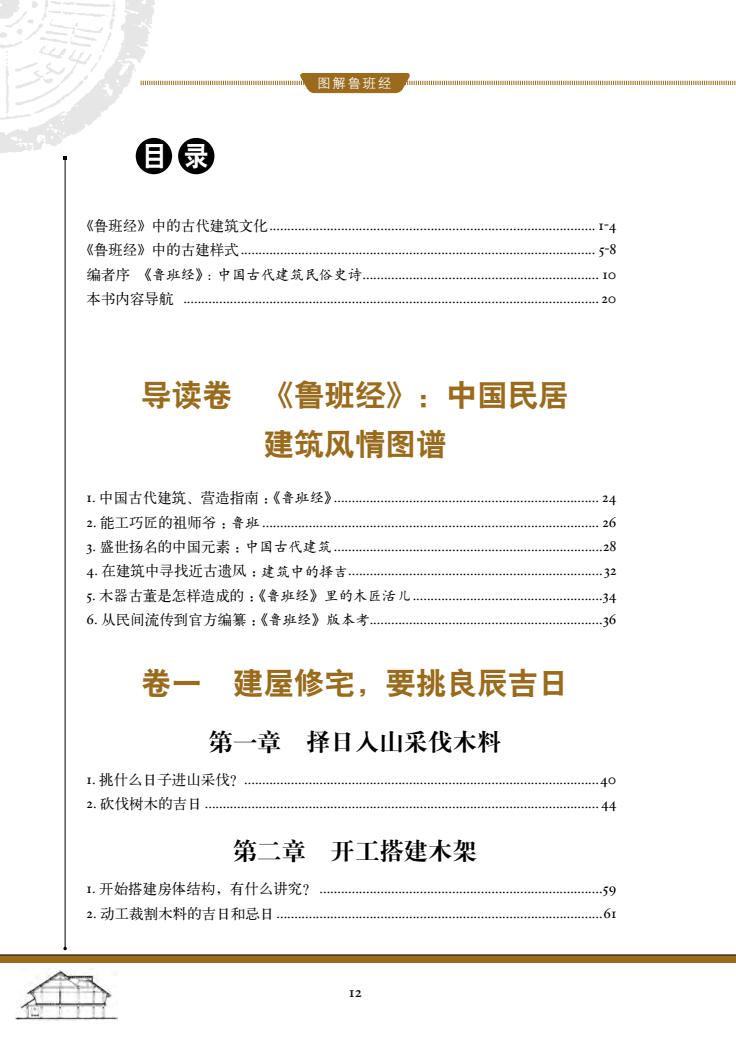 图解鲁班经
目录
《鲁班经》中的古代建筑文化 1-4
《鲁班经》中的古建样式 5-8
编者序 《鲁班经》：中国古代建筑民俗史诗 10
本书内容导航 20
导读卷 《鲁班经》：中国民居
建筑风情图谱
1. 中国古代建筑、营造指南：《鲁班经》 24
2. 能工巧匠的祖师爷：鲁班 26
3. 盛世扬名的中国元素：中国古代建筑 28
4. 在建筑中寻找近古遗风：建筑中的择吉 32
5. 木器古董是怎样造成的：《鲁班经》里的木匠活儿 34
6. 从民间流传到官方编纂：《鲁班经》版本考 36
卷一 建屋修宅，要挑良辰吉日
第一章 择日入山采伐木料
1. 挑什么日子进山采伐？ 40
2. 砍伐树木的吉日 44
第二章 开工搭建木架
1. 开始搭建房体结构，有什么讲究？ 59
2. 动工裁割木料的吉日和忌日 61
12